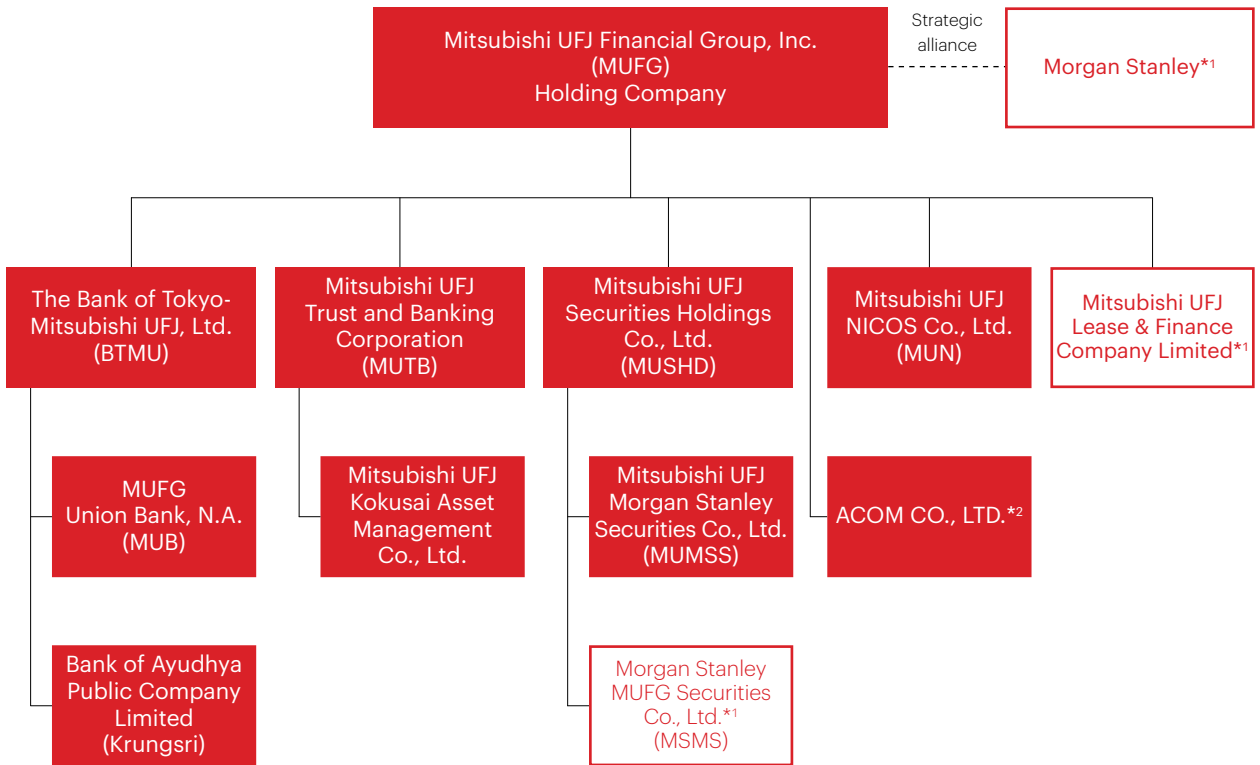 Mitsubishi UFJ Financial Group, Inc.
(MUFG)
Holding Company
Strategic
alliance
Morgan Stanley*1
The Bank of Tokyo-
Mitsubishi UFJ, Ltd.
(BTMU)
Mitsubishi UFJ
Trust and Banking
Corporation
(MUTB)
Mitsubishi UFJ
Securities Holdings
Co., Ltd.
(MUSHD)
Mitsubishi UFJ
NICOS Co., Ltd.
(MUN)
Mitsubishi UFJ
Lease & Finance
Company Limited*1
MUFG
Union Bank, N.A.
(MUB)
Mitsubishi UFJ
Kokusai Asset
Management
Co., Ltd.
Mitsubishi UFJ
Morgan Stanley
Securities Co., Ltd.
(MUMSS)
ACOM CO., LTD.*2
Bank of Ayudhya
Public Company
Limited
(Krungsri)
Morgan Stanley
MUFG Securities
Co., Ltd.*1
(MSMS)